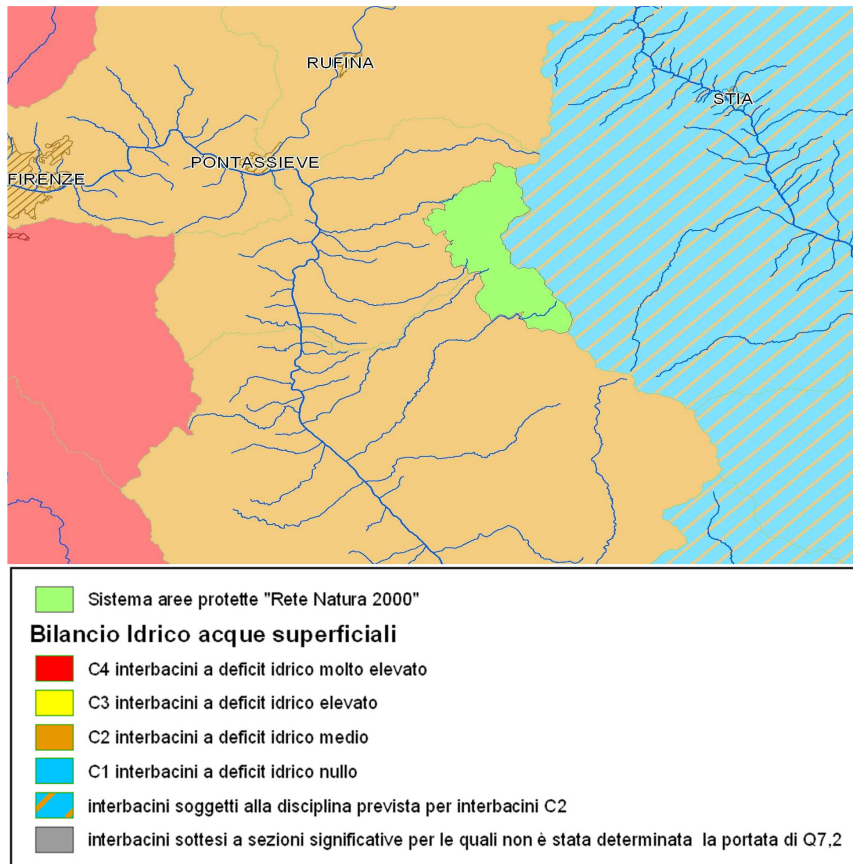 RUFINA
STIA
PONTASSIEVE
FIRENZE
Sistema aree protette "Rete Natura 2000"
Bilancio Idrico acque superficiali
C4 interbacini a deficit idrico molto elevato
C3 interbacini a deficit idrico elevato
C2 interbacini a deficit idrico medio
C1 interbacini a deficit idrico nullo
interbacini soggetti alla disciplina prevista per interbacini C2
interbacini sottesi a sezioni significative per le quali non è stata determinata la portata di Q7,2